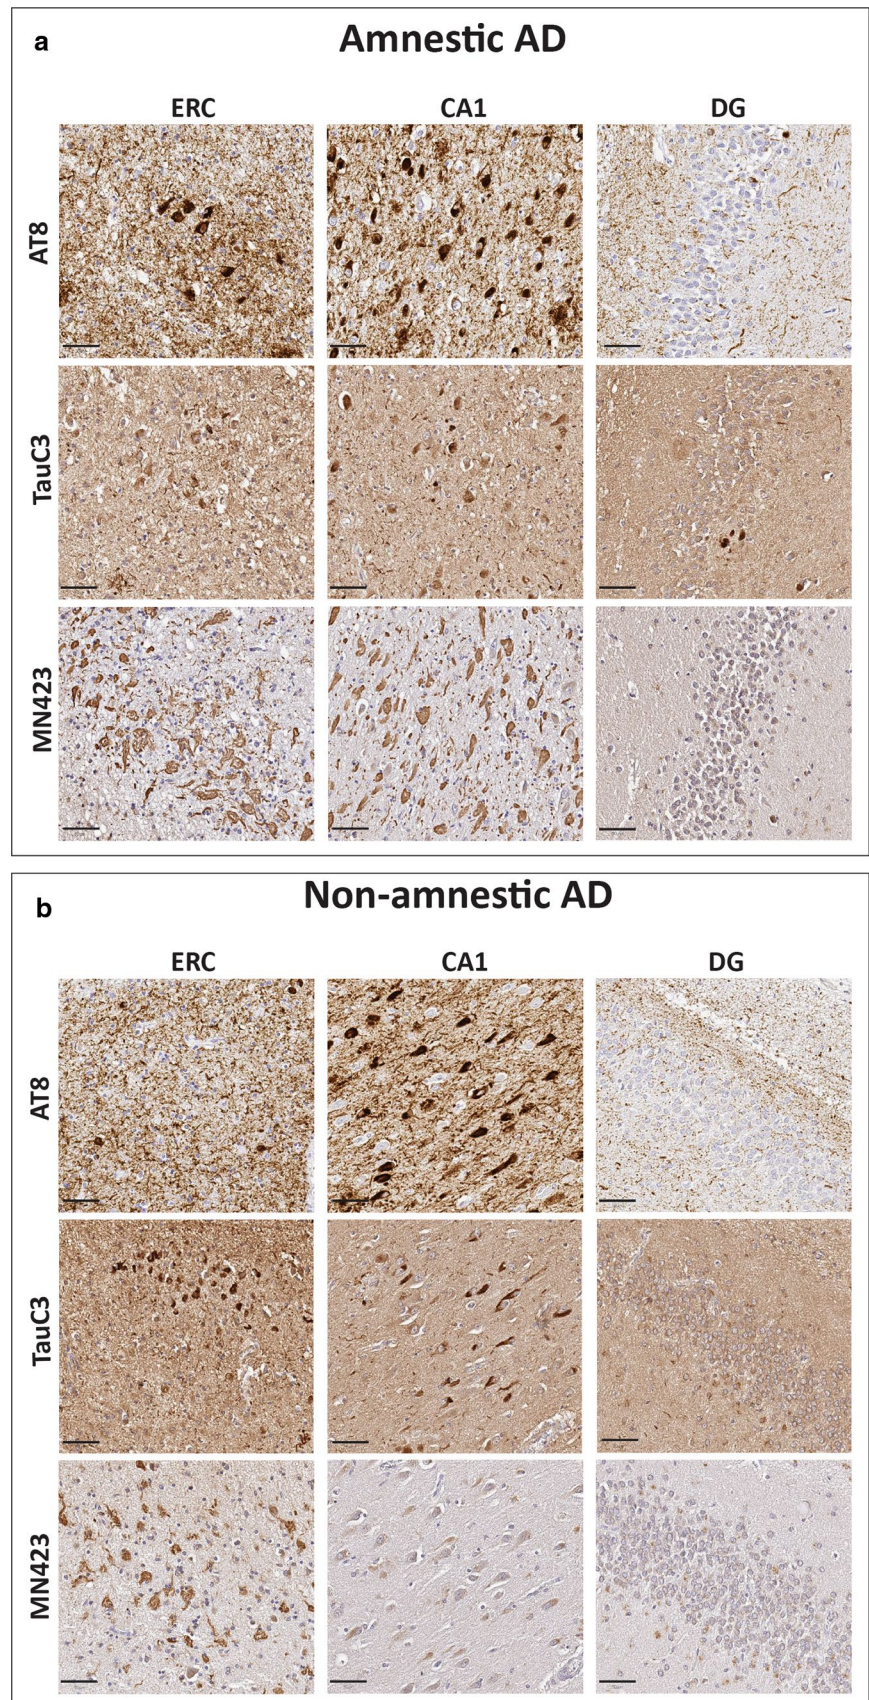 a
Amnestic AD
ERC CA1 DG
AT8
TauC3
MN423
b
Non-amnestic AD
ERC CA1 DG
AT8
TauC3
MN423